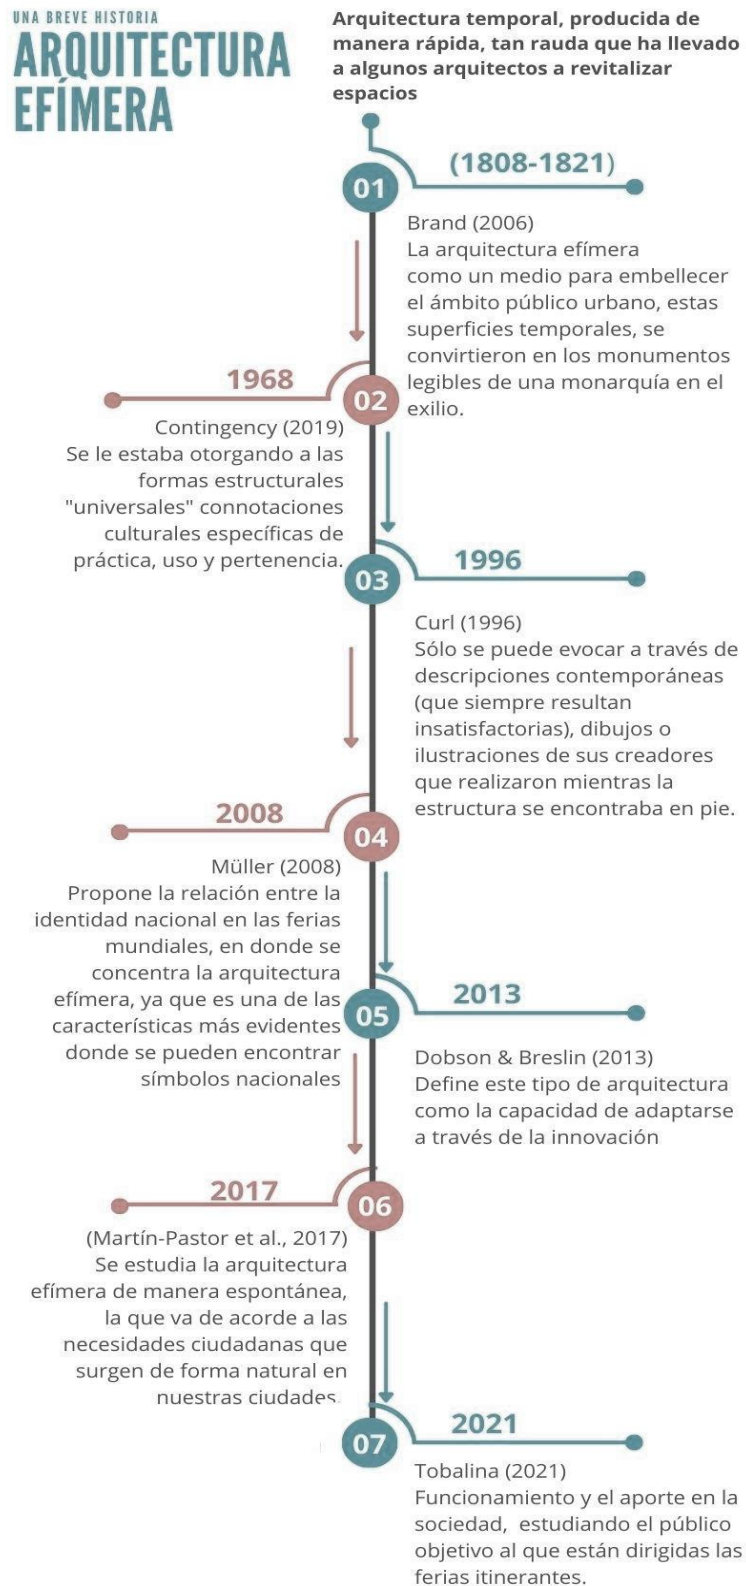 UNA BREVE HISTORIA
ARQUITECTURA
EFÍMERA
Arquitectura temporal, producida de
manera rápida, tan rauda que ha llevado
a algunos arquitectos a revitalizar
espacios
01
(1808-1821)
Brand (2006)
La arquitectura efímera
como un medio para embellecer
el ámbito público urbano, estas
superficies temporales, se
convirtieron en los monumentos
legibles de una monarquía en el
exilio.
1968
02
Contingency (2019)
Se le estaba otorgando a las
formas estructurales
"universales" connotaciones
culturales específicas de
práctica, uso y pertenencia.
03
1996
Curl (1996)
Sólo se puede evocar a través de
descripciones contemporáneas
(que siempre resultan
insatisfactorias), dibujos o
ilustraciones de sus creadores
que realizaron mientras la
estructura se encontraba en pie.
2008
04
Müller (2008)
Propone la relación entre la
identidad nacional en las ferias
mundiales, en donde se
concentra la arquitectura
efímera, ya que es una de las
características más evidentes
donde se pueden encontrar
símbolos nacionales
05
2013
Dobson & Breslin (2013)
Define este tipo de arquitectura
como la capacidad de adaptarse
a través de la innovación
2017
06
(Martín-Pastor et al., 2017)
Se estudia la arquitectura
efímera de manera espontánea,
la que va de acorde a las
necesidades ciudadanas que
surgen de forma natural en
nuestras ciudades.
07
2021
Tobalina (2021)
Funcionamiento y el aporte en la
sociedad, estudiando el público
objetivo al que están dirigidas las
ferias itinerantes.